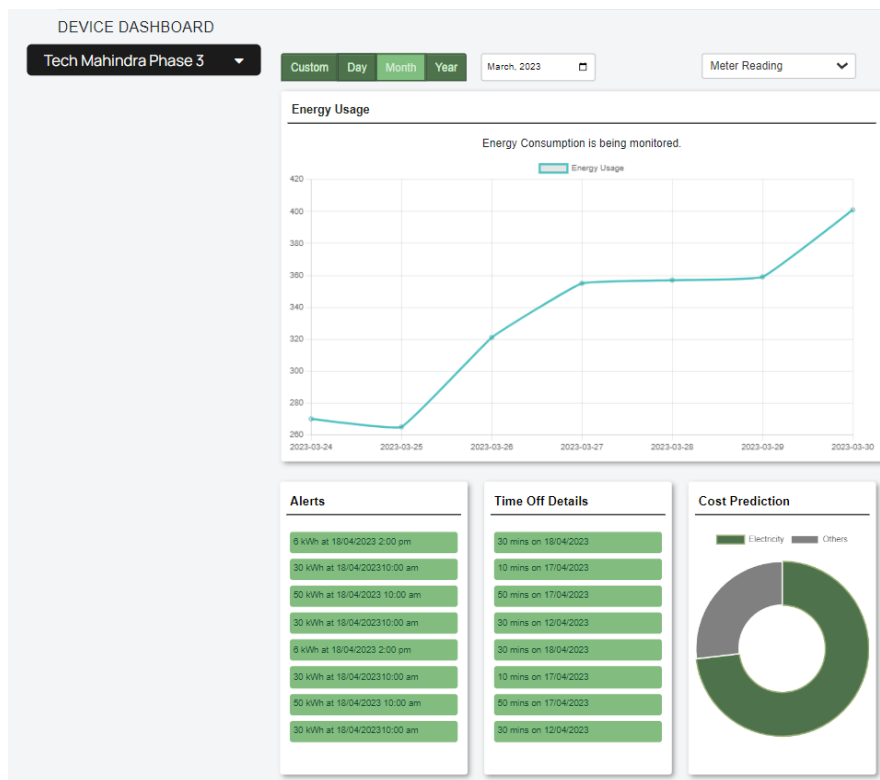 DEVICE DASHBOARD
Tech Mahindra Phase 3
Custom Day Month Year
March, 2023
Meter Reading
Energy Usage
Energy Consumption is being monitored.
Energy Usage
420
400
380
360
340
320
300
280
260
2023-03-24 2023-03-25 2023-03-26 2023-03-27 2023-03-28 2023-03-29 2023-03-30
Alerts
6 kWh at 18/04/2023 2:00 pm
30 kWh at 18/04/202310:00 am
50 kWh at 18/04/2023 10:00 am
30 kWh at 18/04/202310:00 am
6 kWh at 18/04/2023 2:00 pm
30 kWh at 18/04/202310:00 am
50 kWh at 18/04/2023 10:00 am
30 kWh at 18/04/202310:00 am
Time Off Details
30 mins on 18/04/2023
10 mins on 17/04/2023
50 mins on 17/04/2023
30 mins on 12/04/2023
30 mins on 18/04/2023
10 mins on 17/04/2023
50 mins on 17/04/2023
30 mins on 12/04/2023
Cost Prediction
Electricity Others